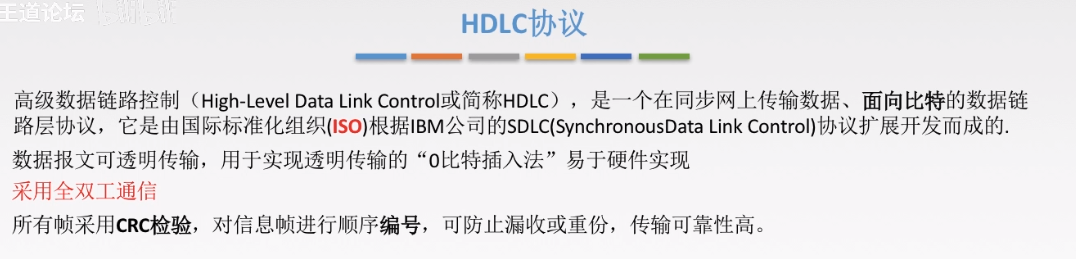 王道论坛
HDLC协议
高级数据链路控制（High-Level Data Link Control或简称HDLC），是一个在同步网上传输数据、面向比特的数据链
路层协议，它是由国际标准化组织(ISO)根据IBM公司的SDLC(SynchronousData Link Control)协议扩展开发而成的.
数据报文可透明传输，用于实现透明传输的“0比特插入法”易于硬件实现
采用全双工通信
所有帧采用CRC检验，对信息帧进行顺序编号，可防止漏收或重份，传输可靠性高。